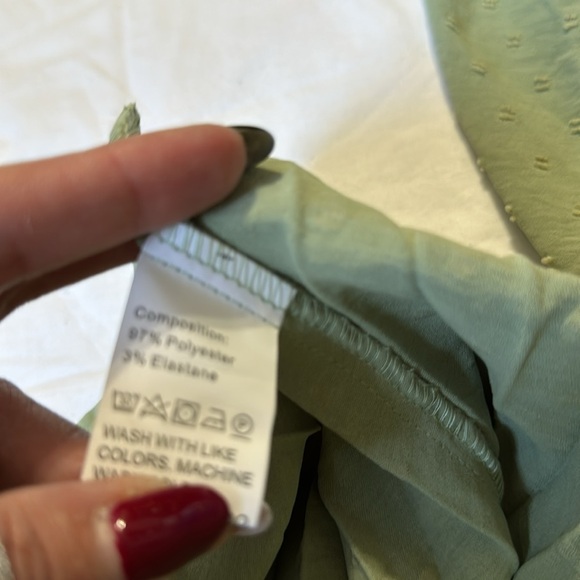 Composition:
97% Polyester
3% Elastane
WASH WITH LIKE
COLORS, MACHINE